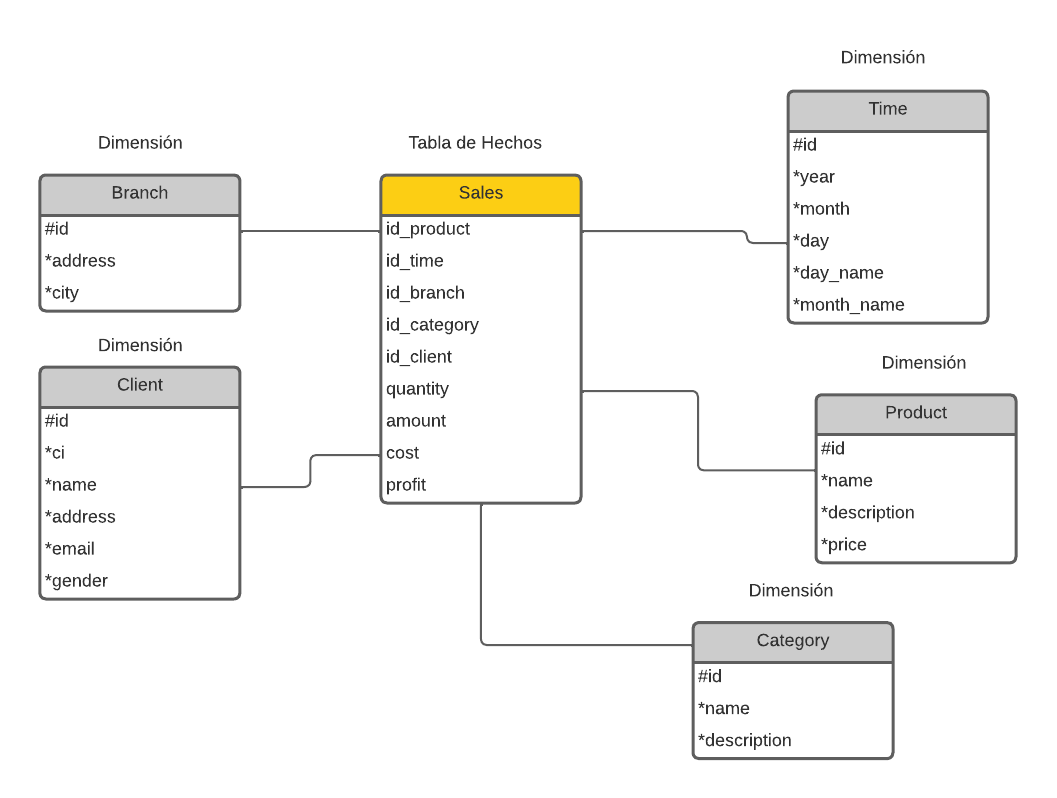 Dimensión
Branch
#id
*address
*city
Dimensión
Client
#id
*ci
*name
*address
*email
*gender
Tabla de Hechos
Sales
id_product
id_time
id_branch
id_category
id_client
quantity
amount
cost
profit
Dimensión
Time
#id
*year
*month
*day
*day_name
*month_name
Dimensión
Product
#id
*name
*description
*price
Dimensión
Category
#id
*name
*description